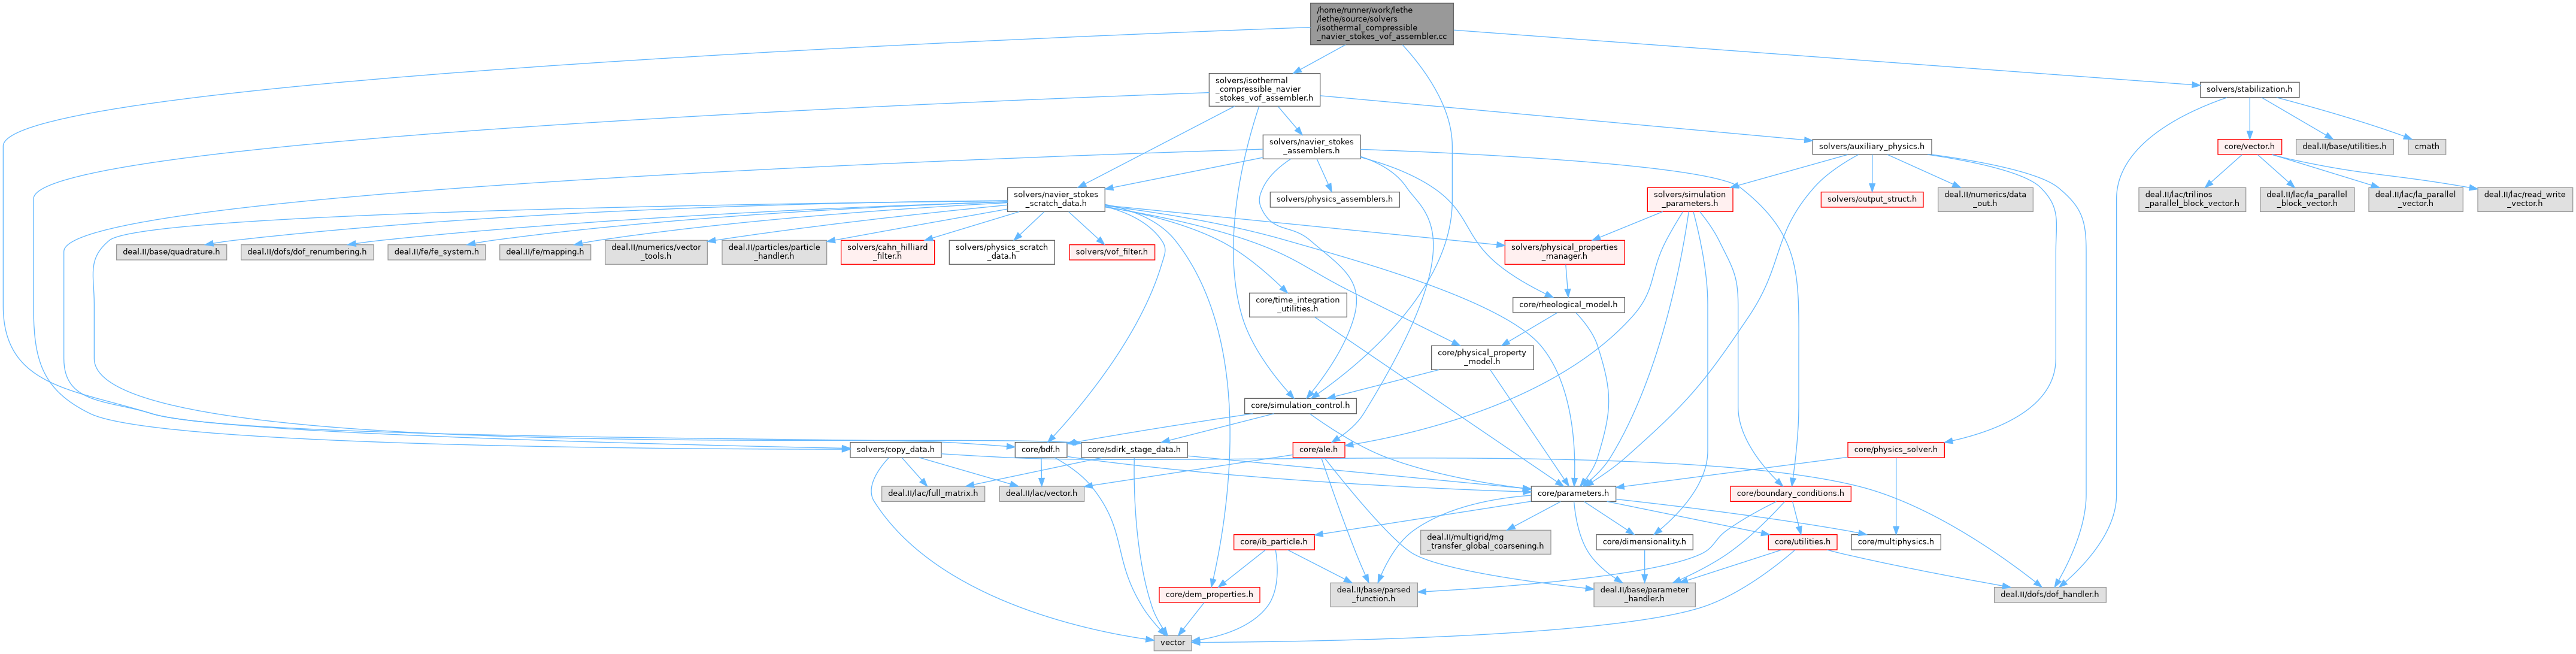 /home/runner/work/lethe
/lethe/source/solvers
/isothermal_compressible
_navier_stokes_vof_assembler.cc
solvers/isothermal
_compressible_navier
_stokes_vof_assembler.h
solvers/stabilization.h
solvers/navier_stokes
_assemblers.h
solvers/auxiliary_physics.h
core/vector.h
deal.II/base/utilities.h
cmath
solvers/navier_stokes
_scratch_data.h
solvers/physics_assemblers.h
solvers/simulation
_parameters.h
solvers/output_struct.h
deal.II/numerics/data
_out.h
deal.II/lac/trilinos
_parallel_block_vector.h
deal.II/lac/la_parallel
_block_vector.h
deal.II/lac/la_parallel
_vector.h
deal.II/lac/read_write
_vector.h
deal.II/base/quadrature.h
deal.II/dofs/dof_renumbering.h
deal.II/fe/fe_system.h
deal.II/fe/mapping.h
deal.II/numerics/vector
_tools.h
deal.II/particles/particle
_handler.h
solvers/cahn_hilliard
_filter.h
solvers/physics_scratch
_data.h
solvers/vof_filter.h
solvers/physical_properties
_manager.h
core/time_integration
_utilities.h
core/rheological_model.h
core/physical_property
_model.h
core/simulation_control.h
solvers/copy_data.h
core/bdf.h
core/sdirk_stage_data.h
core/ale.h
core/physics_solver.h
deal.II/lac/full_matrix.h
deal.II/lac/vector.h
core/parameters.h
core/boundary_conditions.h
core/ib_particle.h
deal.II/multigrid/mg
_transfer_global_coarsening.h
core/dimensionality.h
core/utilities.h
core/multiphysics.h
core/dem_properties.h
deal.II/base/parsed
_function.h
deal.II/base/parameter
_handler.h
deal.II/dofs/dof_handler.h
vector